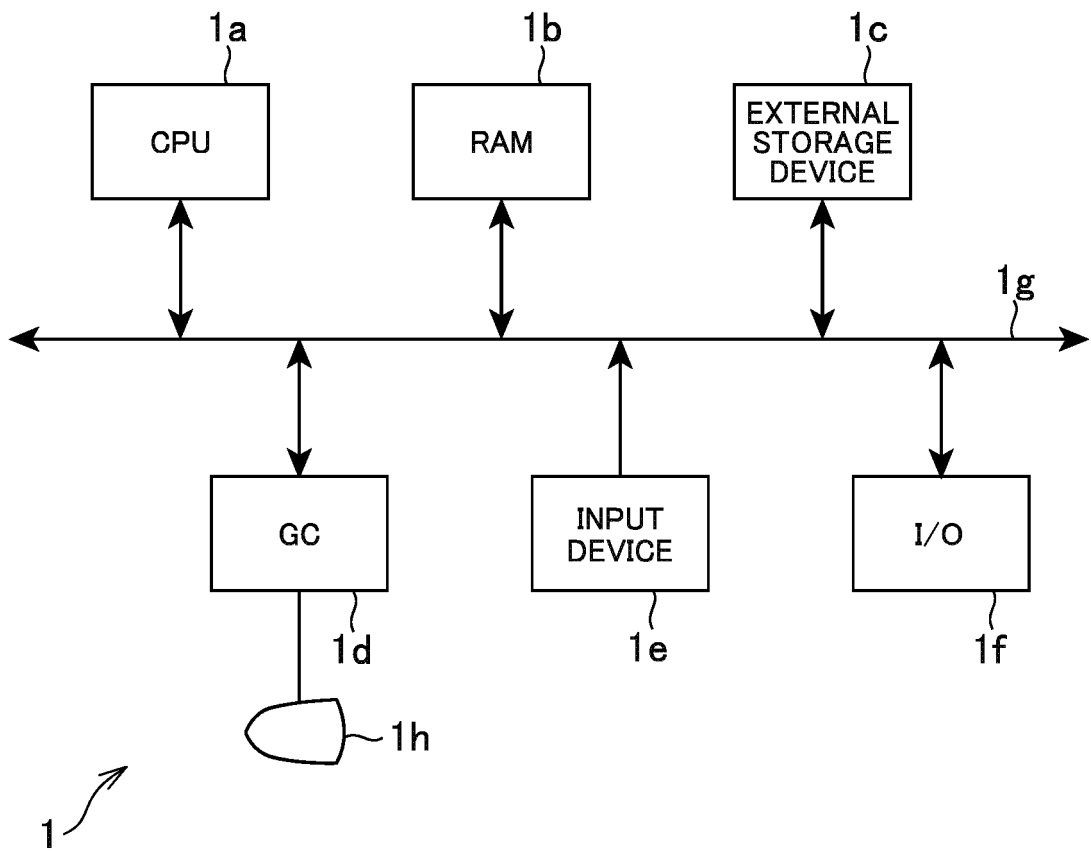 1a
1b
1c
CPU
RAM
EXTERNAL
STORAGE
DEVICE
1g
GC
INPUT
DEVICE
I/O
1d
1e
1f
1h
1